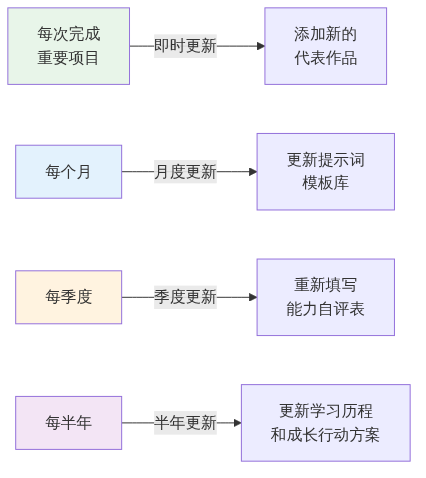 每次完成
重要项目
即时更新
添加新的
代表作品
每个月
月度更新
更新提示词
模板库
每季度
季度更新
重新填写
能力自评表
每半年
半年更新
更新学习历程
和成长行动方案